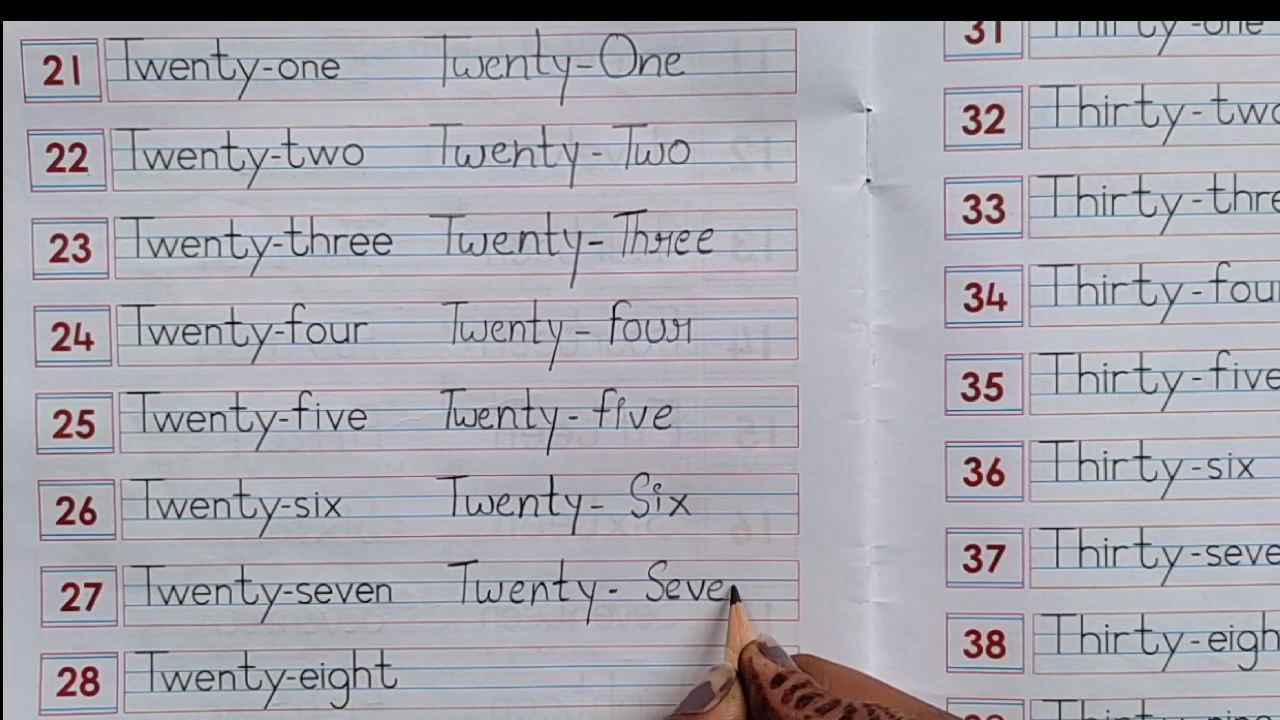 21 Twenty-one Twenty-One
22 Twenty-two Twenty-Two
23 Twenty-three Twenty-Three
24 Twenty-four Twenty-four
25 Twenty-five Twenty-five
26 Twenty-six Twenty-Six
27 Twenty-seven Twenty-Seve
28 Twenty-eight
31 Thirty-one
32 Thirty-two
33 Thirty-thre
34 Thirty-four
35 Thirty-five
36 Thirty-six
37 Thirty-seve
38 Thirty-eigh